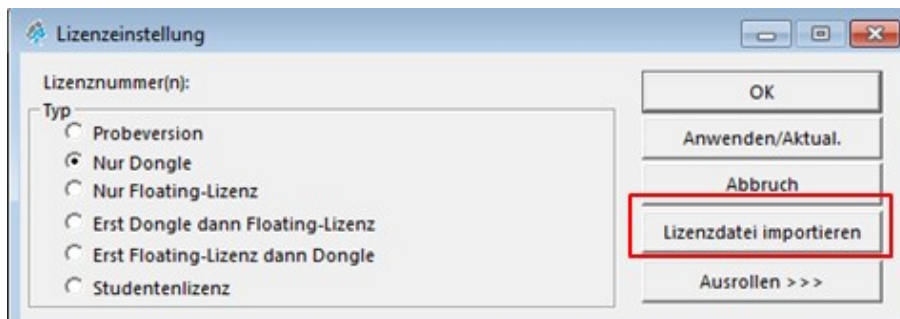 Lizenzeinstellung
Lizenznummer(n):
Typ
Probeversion
Nur Dongle
Nur Floating-Lizenz
Erst Dongle dann Floating-Lizenz
Erst Floating-Lizenz dann Dongle
Studentenlizenz
OK
Anwenden/Aktual.
Abbruch
Lizenzdatei importieren
Ausrollen >>>